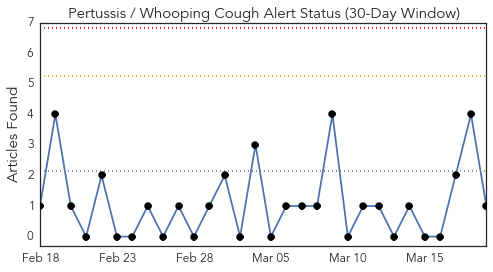 Pertussis / Whooping Cough Alert Status (30-Day Window)
Articles Found
7
6
5
4
3
2
1
0
Feb 18
Feb 23
Feb 28
Mar 05
Mar 10
Mar 15